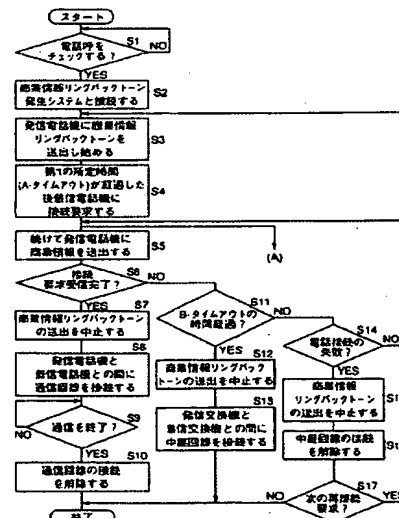 スタート
S1
電話呼を
チェックする？
NO
YES
商業情報リングバックトーン
発生システムと接続する
S2
発信電話機に商業情報
リングバックトーンを
送出し始める
S3
第1の所定時間
(A-タイムアウト)が経過した
後着信電話機に
接続要求する
S4
続けて発信電話機に
商業情報を送出する
S5
(A)
S6
接続
要求受信完了？
NO
YES
S7
商業情報リングバックトーン
の送出を中止する
S8
発信電話機と
着信電話機との間に
通信回線を接続する
S9
通信を終了？
NO
YES
S10
通信回線の接続
を解除する
終了
S11
B-タイムアウトの
時間経過？
NO
YES
S12
商業情報リングバック
トーンの送出を中止する
S13
発信交換機と
着信交換機との間に
中継回線を接続する
S14
電話接続の
失敗？
NO
YES
商業情報
リングバックトーン
の送出を中止する
中継回線の接続
を解除する
S17
次の再接続
要求？
NO
YES